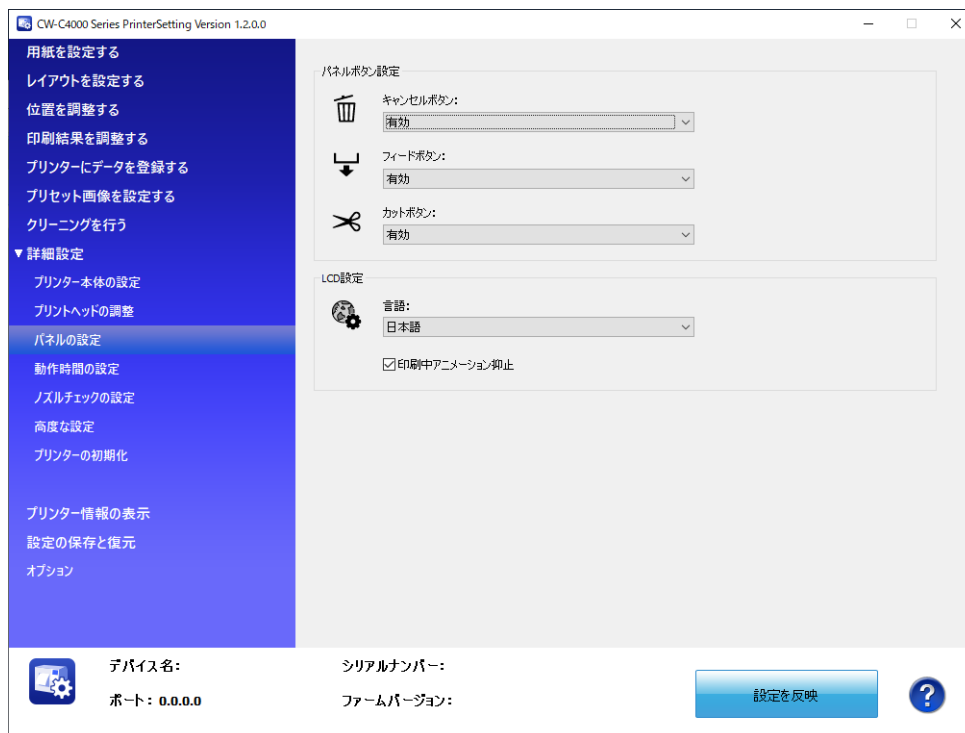 CW-C4000 Series PrinterSetting Version 1.2.0.0
用紙を設定する
レイアウトを設定する
位置を調整する
印刷結果を調整する
プリンターにデータを登録する
プリセット画像を設定する
クリーニングを行う
▼詳細設定
プリンター本体の設定
プリントヘッドの調整
パネルの設定
動作時間の設定
ノズルチェックの設定
高度な設定
プリンターの初期化
プリンター情報の表示
設定の保存と復元
オプション
パネルボタン設定
キャンセルボタン:
有効
フィードボタン:
有効
カットボタン:
有効
LCD設定
言語:
日本語
印刷中アニメーション抑止
デバイス名:
シリアルナンバー:
ポート: 0.0.0.0
ファームバージョン:
設定を反映
?